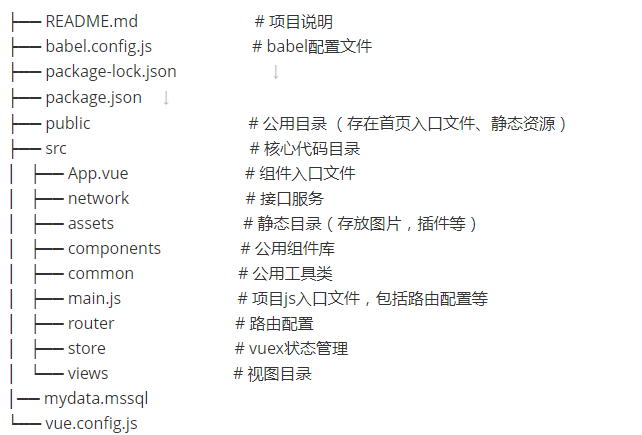 ├── README.md # 项目说明
├── babel.config.js # babel配置文件
├── package-lock.json ↓
├── package.json ↓
├── public # 公用目录 （存在首页入口文件、静态资源）
├── src # 核心代码目录
│ ├── App.vue # 组件入口文件
│ ├── network # 接口服务
│ ├── assets # 静态目录（存放图片，插件等）
│ ├── components # 公用组件库
│ ├── common # 公用工具类
│ ├── main.js # 项目js入口文件，包括路由配置等
│ ├── router # 路由配置
│ ├── store # vuex状态管理
│ └── views # 视图目录
│── mydata.mssql
└── vue.config.js